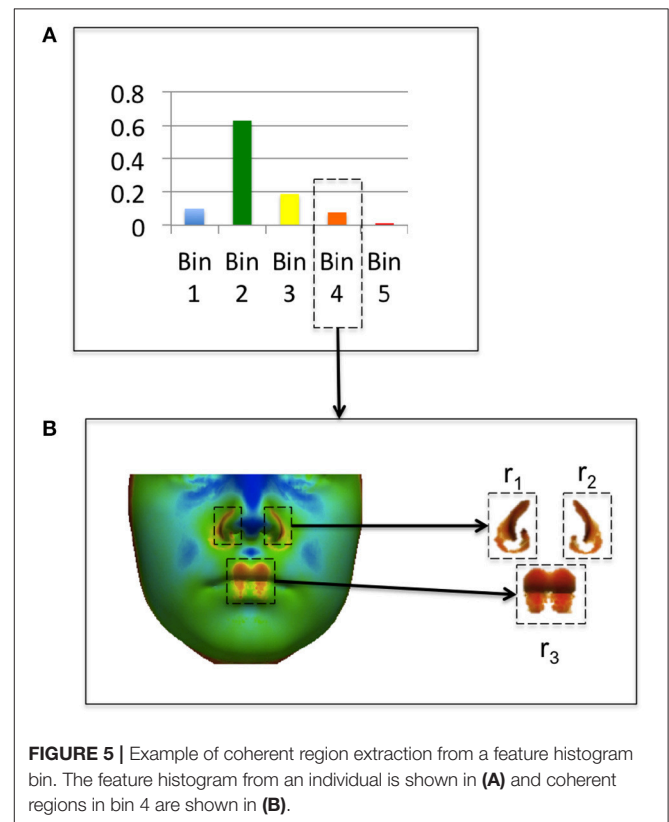 A
0.8
0.6
0.4
0.2
0
Bin Bin Bin Bin Bin
1 2 3 4 5
B
r1 r2
r3
FIGURE 5 | Example of coherent region extraction from a feature histogram
bin. The feature histogram from an individual is shown in (A) and coherent
regions in bin 4 are shown in (B).